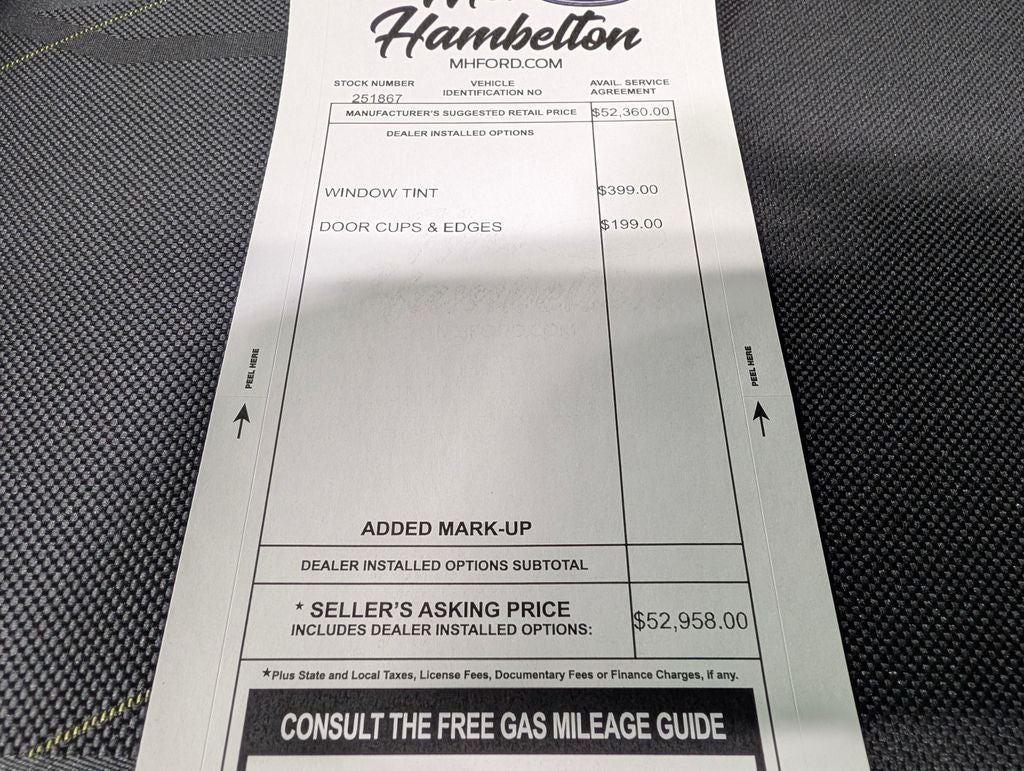 Hambelton
MHFORD.COM
STOCK NUMBER VEHICLE IDENTIFICATION NO AVAIL. SERVICE AGREEMENT
251867
MANUFACTURER'S SUGGESTED RETAIL PRICE $52,360.00
DEALER INSTALLED OPTIONS
WINDOW TINT $399.00
DOOR CUPS & EDGES $199.00
PEEL HERE PEEL HERE
ADDED MARK-UP
DEALER INSTALLED OPTIONS SUBTOTAL
* SELLER'S ASKING PRICE
INCLUDES DEALER INSTALLED OPTIONS: $52,958.00
*Plus State and Local Taxes, License Fees, Documentary Fees or Finance Charges, if any.
CONSULT THE FREE GAS MILEAGE GUIDE